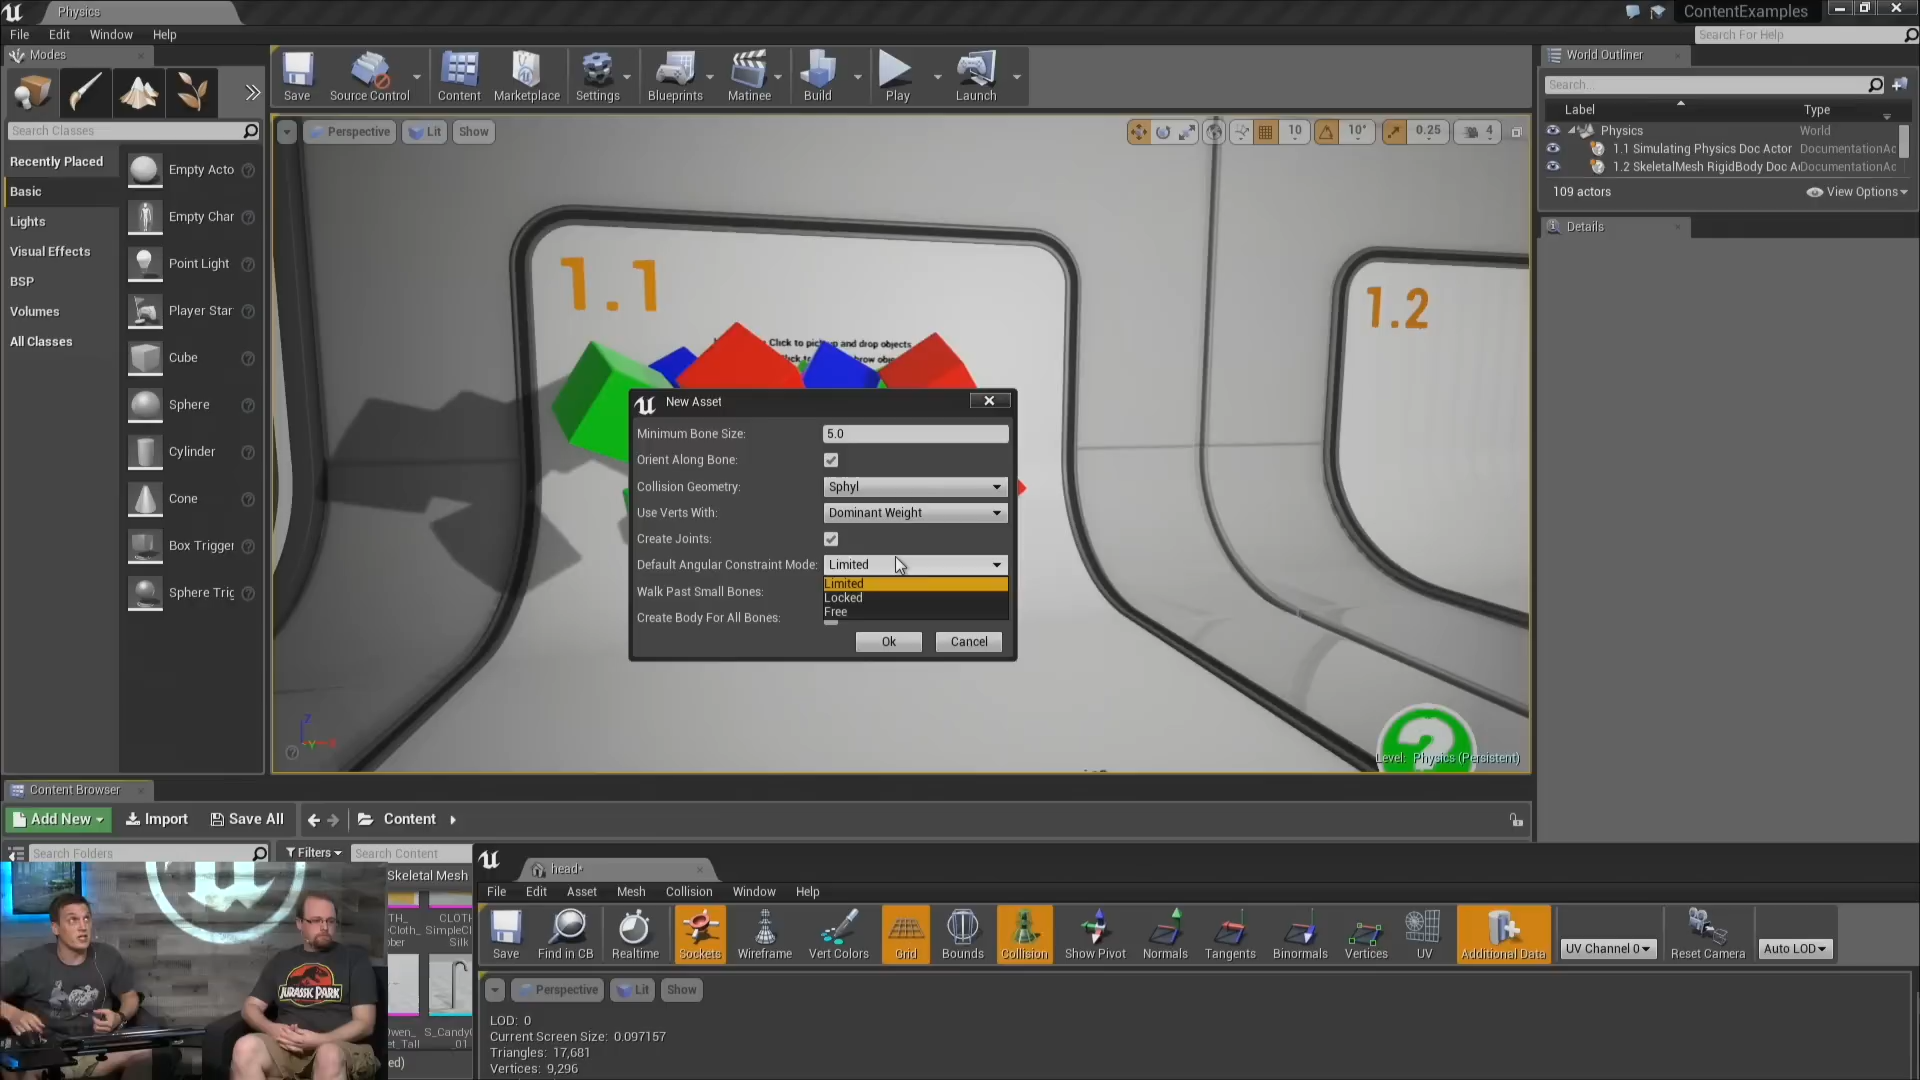 Physics
ContentExamples
File Edit Window Help
Search For Help
Modes
Save
Source Control
Content
Marketplace
Settings
Blueprints
Matinee
Build
Play
Launch
World Outliner
Search...
Label Type
Physics World
1.1 Simulating Physics Doc Actor DocumentationAc
1.2 SkeletalMesh RigidBody Doc A DocumentationAc
109 actors
View Options
Details
Search Classes
Recently Placed
Basic
Lights
Visual Effects
BSP
Volumes
All Classes
Empty Acto
Empty Char
Point Light
Player Star
Cube
Sphere
Cylinder
Cone
Box Trigger
Sphere Trig
Perspective Lit Show
10 10° 0.25 4
1.1
1.2
Click to pick up and drop objects
New Asset
Minimum Bone Size: 5.0
Orient Along Bone:
Collision Geometry: Sphyl
Use Verts With: Dominant Weight
Create Joints:
Default Angular Constraint Mode: Limited
Limited
Locked
Free
Walk Past Small Bones:
Create Body For All Bones:
Ok Cancel
Level: Physics (Persistent)
Content Browser
Add New Import Save All Content
Search Folders Filters Search Content
Skeletal Mesh
JURASSIC PARK
S_CandyC
_01
head*
File Edit Asset Mesh Collision Window Help
Save
Find in CB
Realtime
Sockets
Wireframe
Vert Colors
Grid
Bounds
Collision
Show Pivot
Normals
Tangents
Binormals
Vertices
UV
Additional Data
UV Channel 0
Reset Camera
Auto LOD
Perspective Lit Show
LOD: 0
Current Screen Size: 0.097157
Triangles: 17,681
Vertices: 9,296